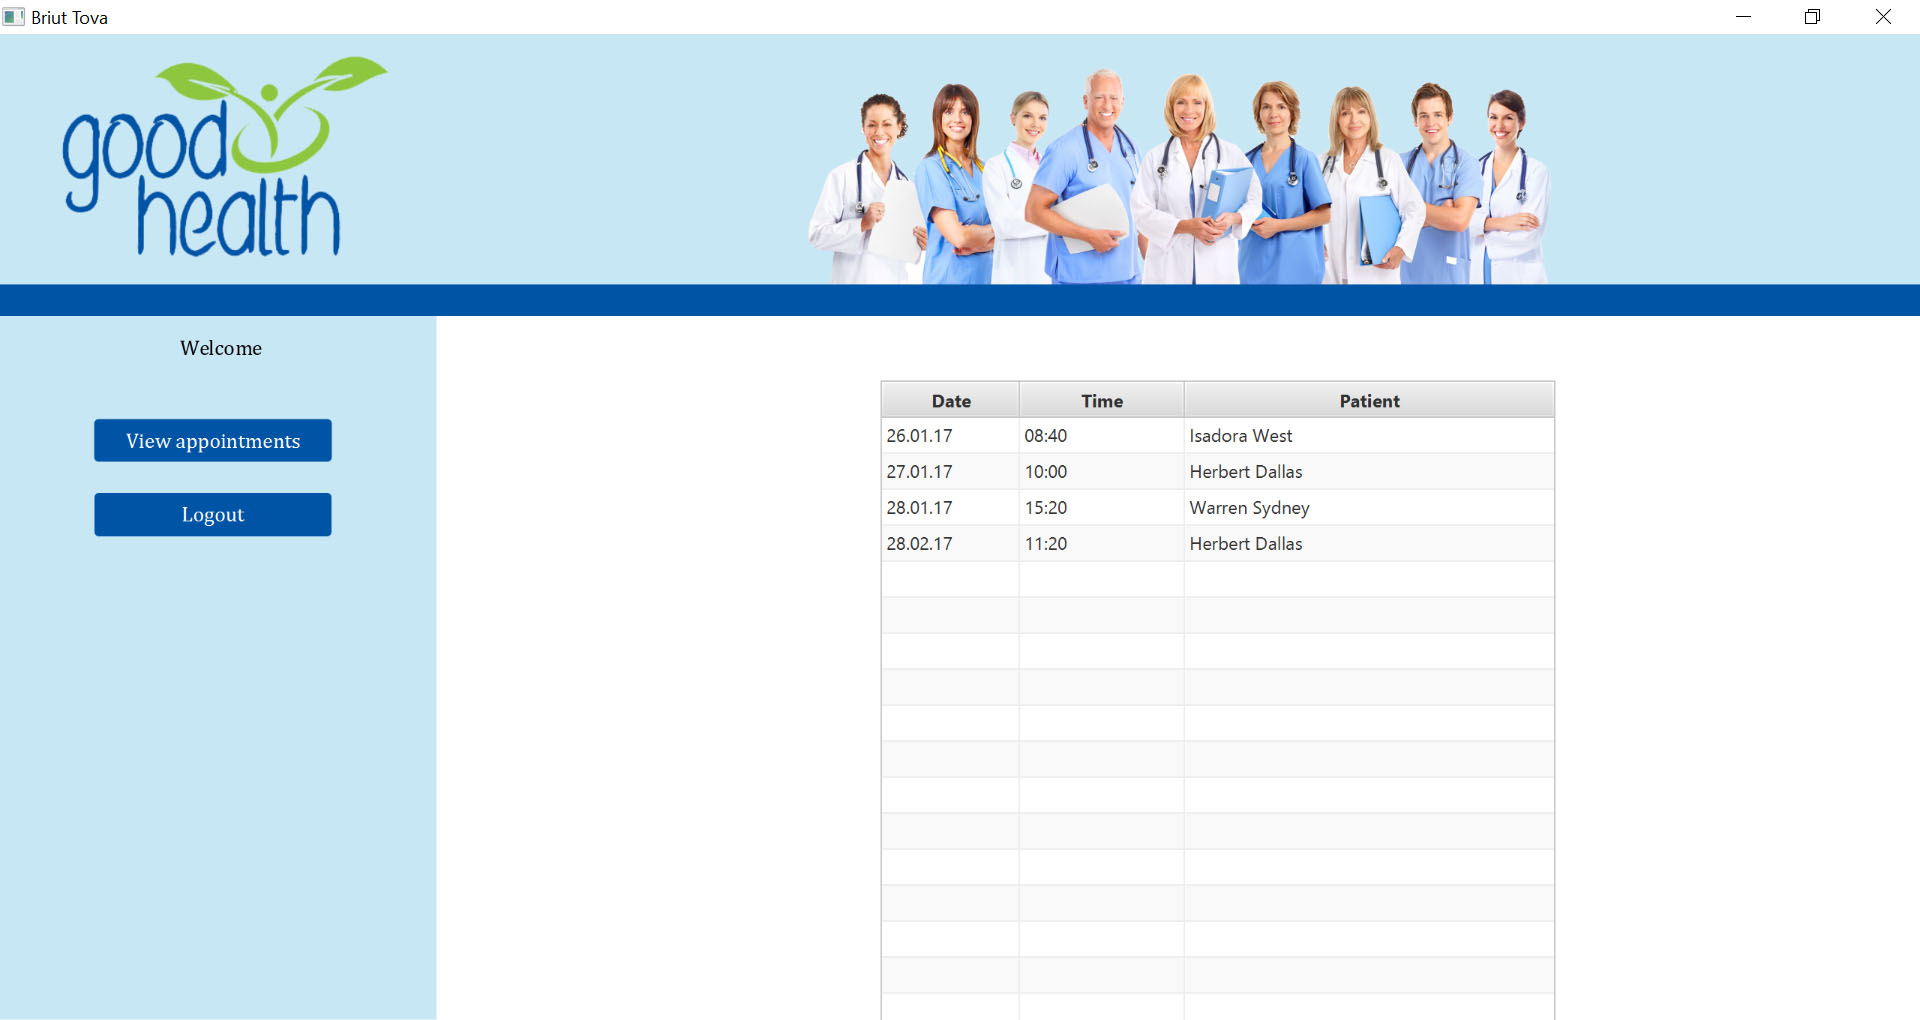 Briut Tova
good
health
Welcome
View appointments
Logout
Date Time Patient
26.01.17 08:40 Isadora West
27.01.17 10:00 Herbert Dallas
28.01.17 15:20 Warren Sydney
28.02.17 11:20 Herbert Dallas